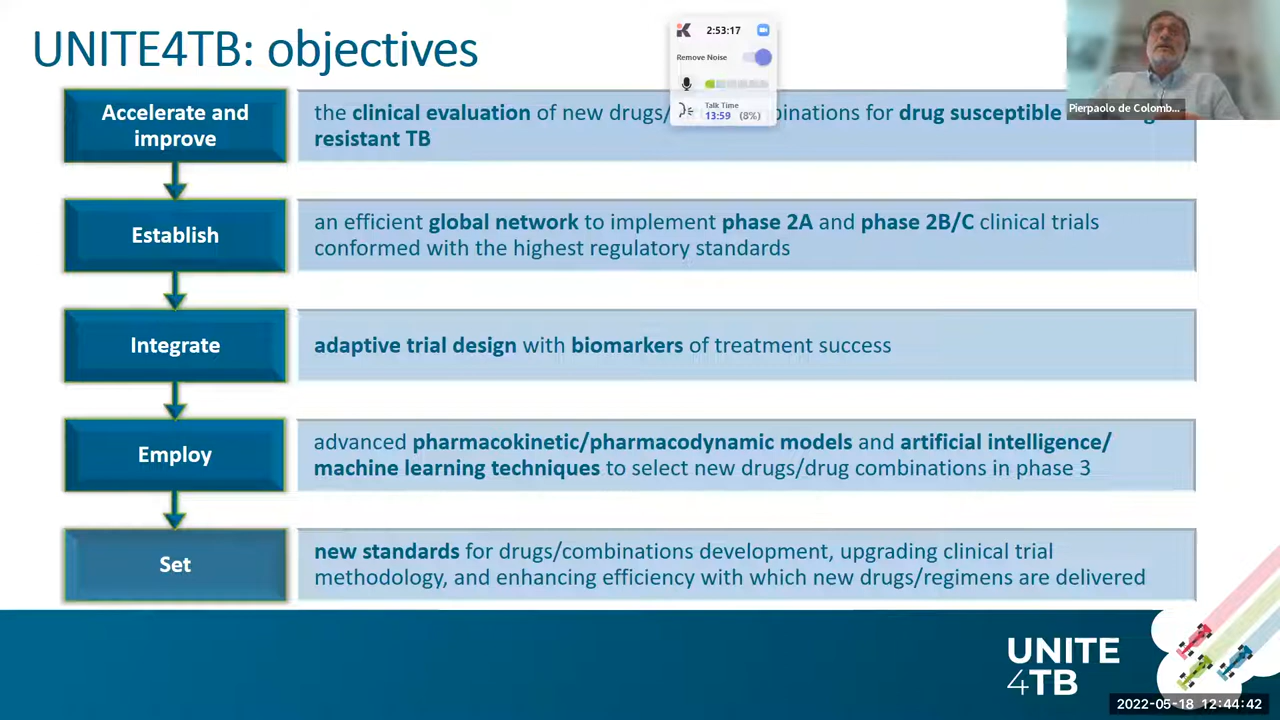 UNITE4TB: objectives
2:53:17
Remove Noise
Talk Time
13:59 (8%)
Pierpaolo de Colomb...
Accelerate and
improve
the clinical evaluation of new drugs/ for drug susceptible
resistant TB
Establish
an efficient global network to implement phase 2A and phase 2B/C clinical trials
conformed with the highest regulatory standards
Integrate
adaptive trial design with biomarkers of treatment success
Employ
advanced pharmacokinetic/pharmacodynamic models and artificial intelligence/
machine learning techniques to select new drugs/drug combinations in phase 3
Set
new standards for drugs/combinations development, upgrading clinical trial
methodology, and enhancing efficiency with which new drugs/regimens are delivered
UNITE
4TB
2022-05-18 12:44:42